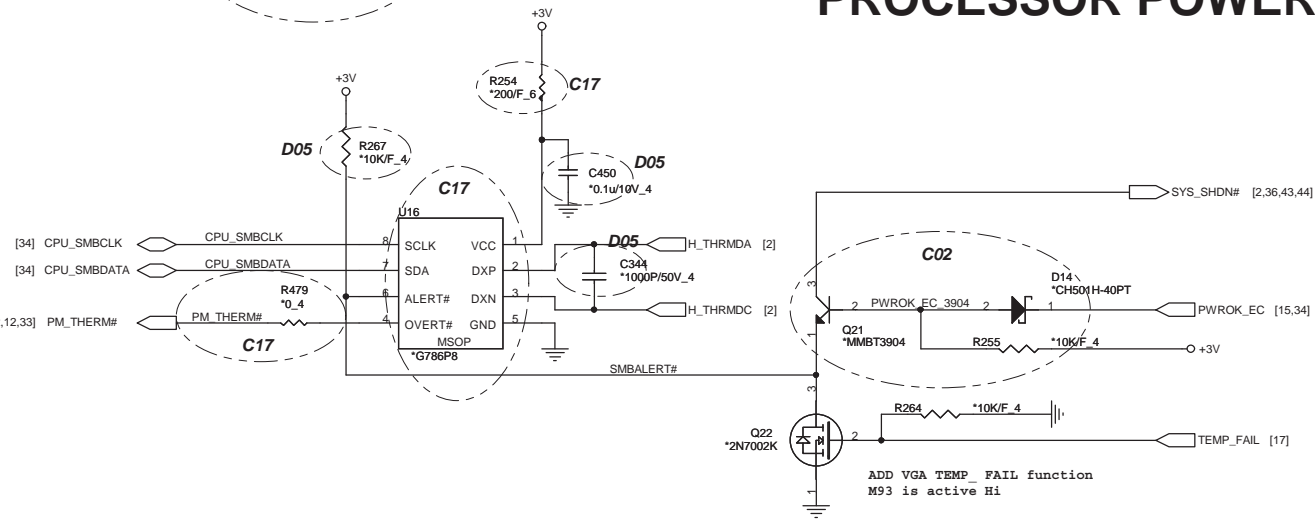 PROCESSOR POWER
+3V
+3V
R254
*200/F_6
C17
D05
R267
*10K/F_4
D05
C450
*0.1u/10V_4
C17
U16
[34] CPU_SMBCLK
CPU_SMBCLK
8 SCLK
VCC 1
[34] CPU_SMBDATA
CPU_SMBDATA
7 SDA
DXP 2
D05
C344
*1000P/50V_4
H_THRMDA [2]
6 ALERT#
DXN 3
H_THRMDC [2]
R479
*0_4
,12,33] PM_THERM#
PM_THERM#
4 OVERT#
GND 5
C17
MSOP
*G786P8
SMBALERT#
SYS_SHDN# [2,36,43,44]
C02
D14
*CH501H-40PT
3
2
PWROK_EC_3904
2
1
PWROK_EC [15,34]
Q21
*MMBT3904
1
R255
*10K/F_4
+3V
3
R264
*10K/F_4
Q22
*2N7002K
2
TEMP_FAIL [17]
1
ADD VGA TEMP_ FAIL function
M93 is active Hi